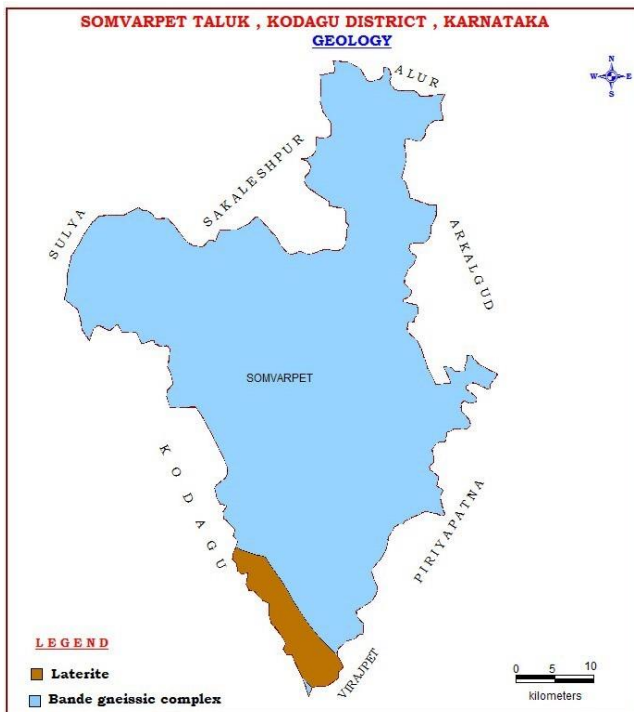 SOMVARPET TALUK , KODAGU DISTRICT , KARNATAKA
GEOLOGY
N
W E
S
ALUR
SAKALESHPUR
SULYA
ARKALGUD
SOMVARPET
KODAGU
PIRIYAPATNA
VIRAJPET
LEGEND
Laterite
Bande gneissic complex
0 5 10
kilometers